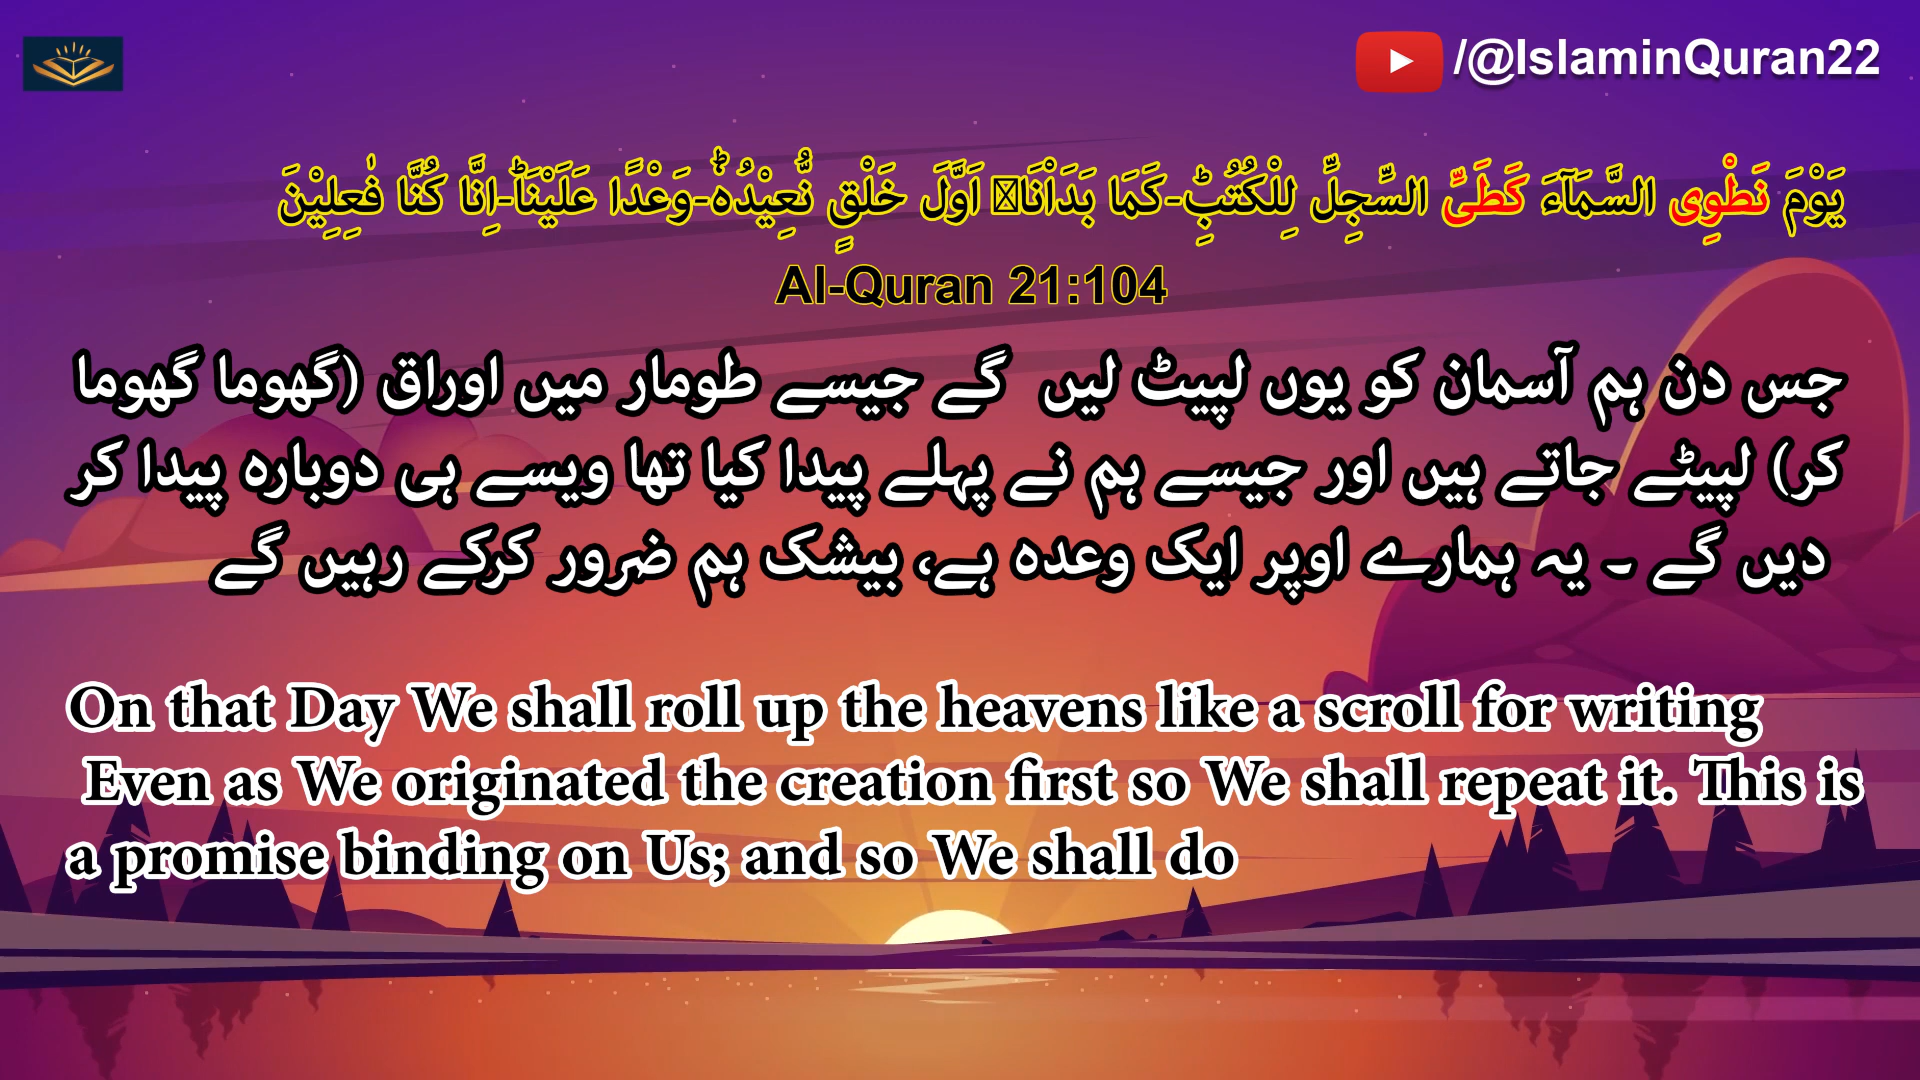 /@IslaminQuran22
یَوْمَ نَطْوِی السَّمَآءَ كَطَیِّ السِّجِلِّ لِلْكُتُبِؕ-كَمَا بَدَاْنَاۤ اَوَّلَ خَلْقٍ نُّعِیْدُهٗؕ-وَعْدًا عَلَیْنَاؕ-اِنَّا كُنَّا فٰعِلِیْنَ
Al-Quran 21:104
جس دن ہم آسمان کو یوں لپیٹ لیں گے جیسے طومار میں اوراق (گھوما گھوما
کر) لپیٹے جاتے ہیں اور جیسے ہم نے پہلے پیدا کیا تھا ویسے ہی دوبارہ پیدا کر
دیں گے ۔ یہ ہمارے اوپر ایک وعدہ ہے، بیشک ہم ضرور کرکے رہیں گے
On that Day We shall roll up the heavens like a scroll for writing
Even as We originated the creation first so We shall repeat it. This is
a promise binding on Us; and so We shall do